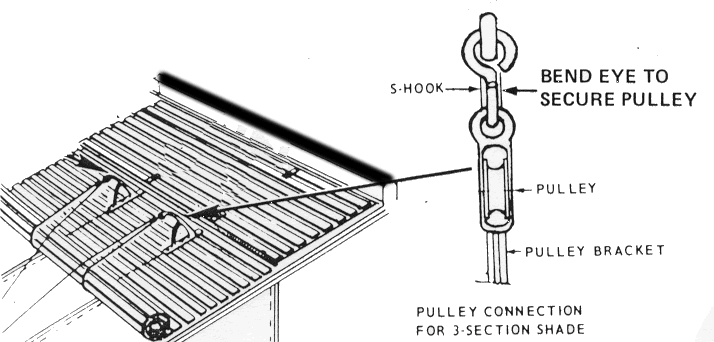 S-HOOK
BEND EYE TO
SECURE PULLEY
PULLEY
PULLEY BRACKET
PULLEY CONNECTION
FOR 3-SECTION SHADE